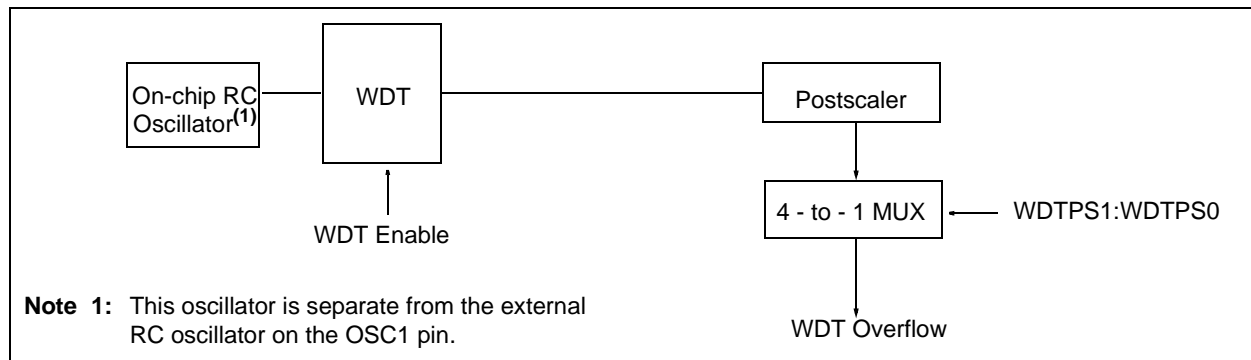 On-chip RC
Oscillator(1)
WDT
Postscaler
4 - to - 1 MUX
WDTPS1:WDTPS0
WDT Enable
Note 1: This oscillator is separate from the external
RC oscillator on the OSC1 pin.
WDT Overflow